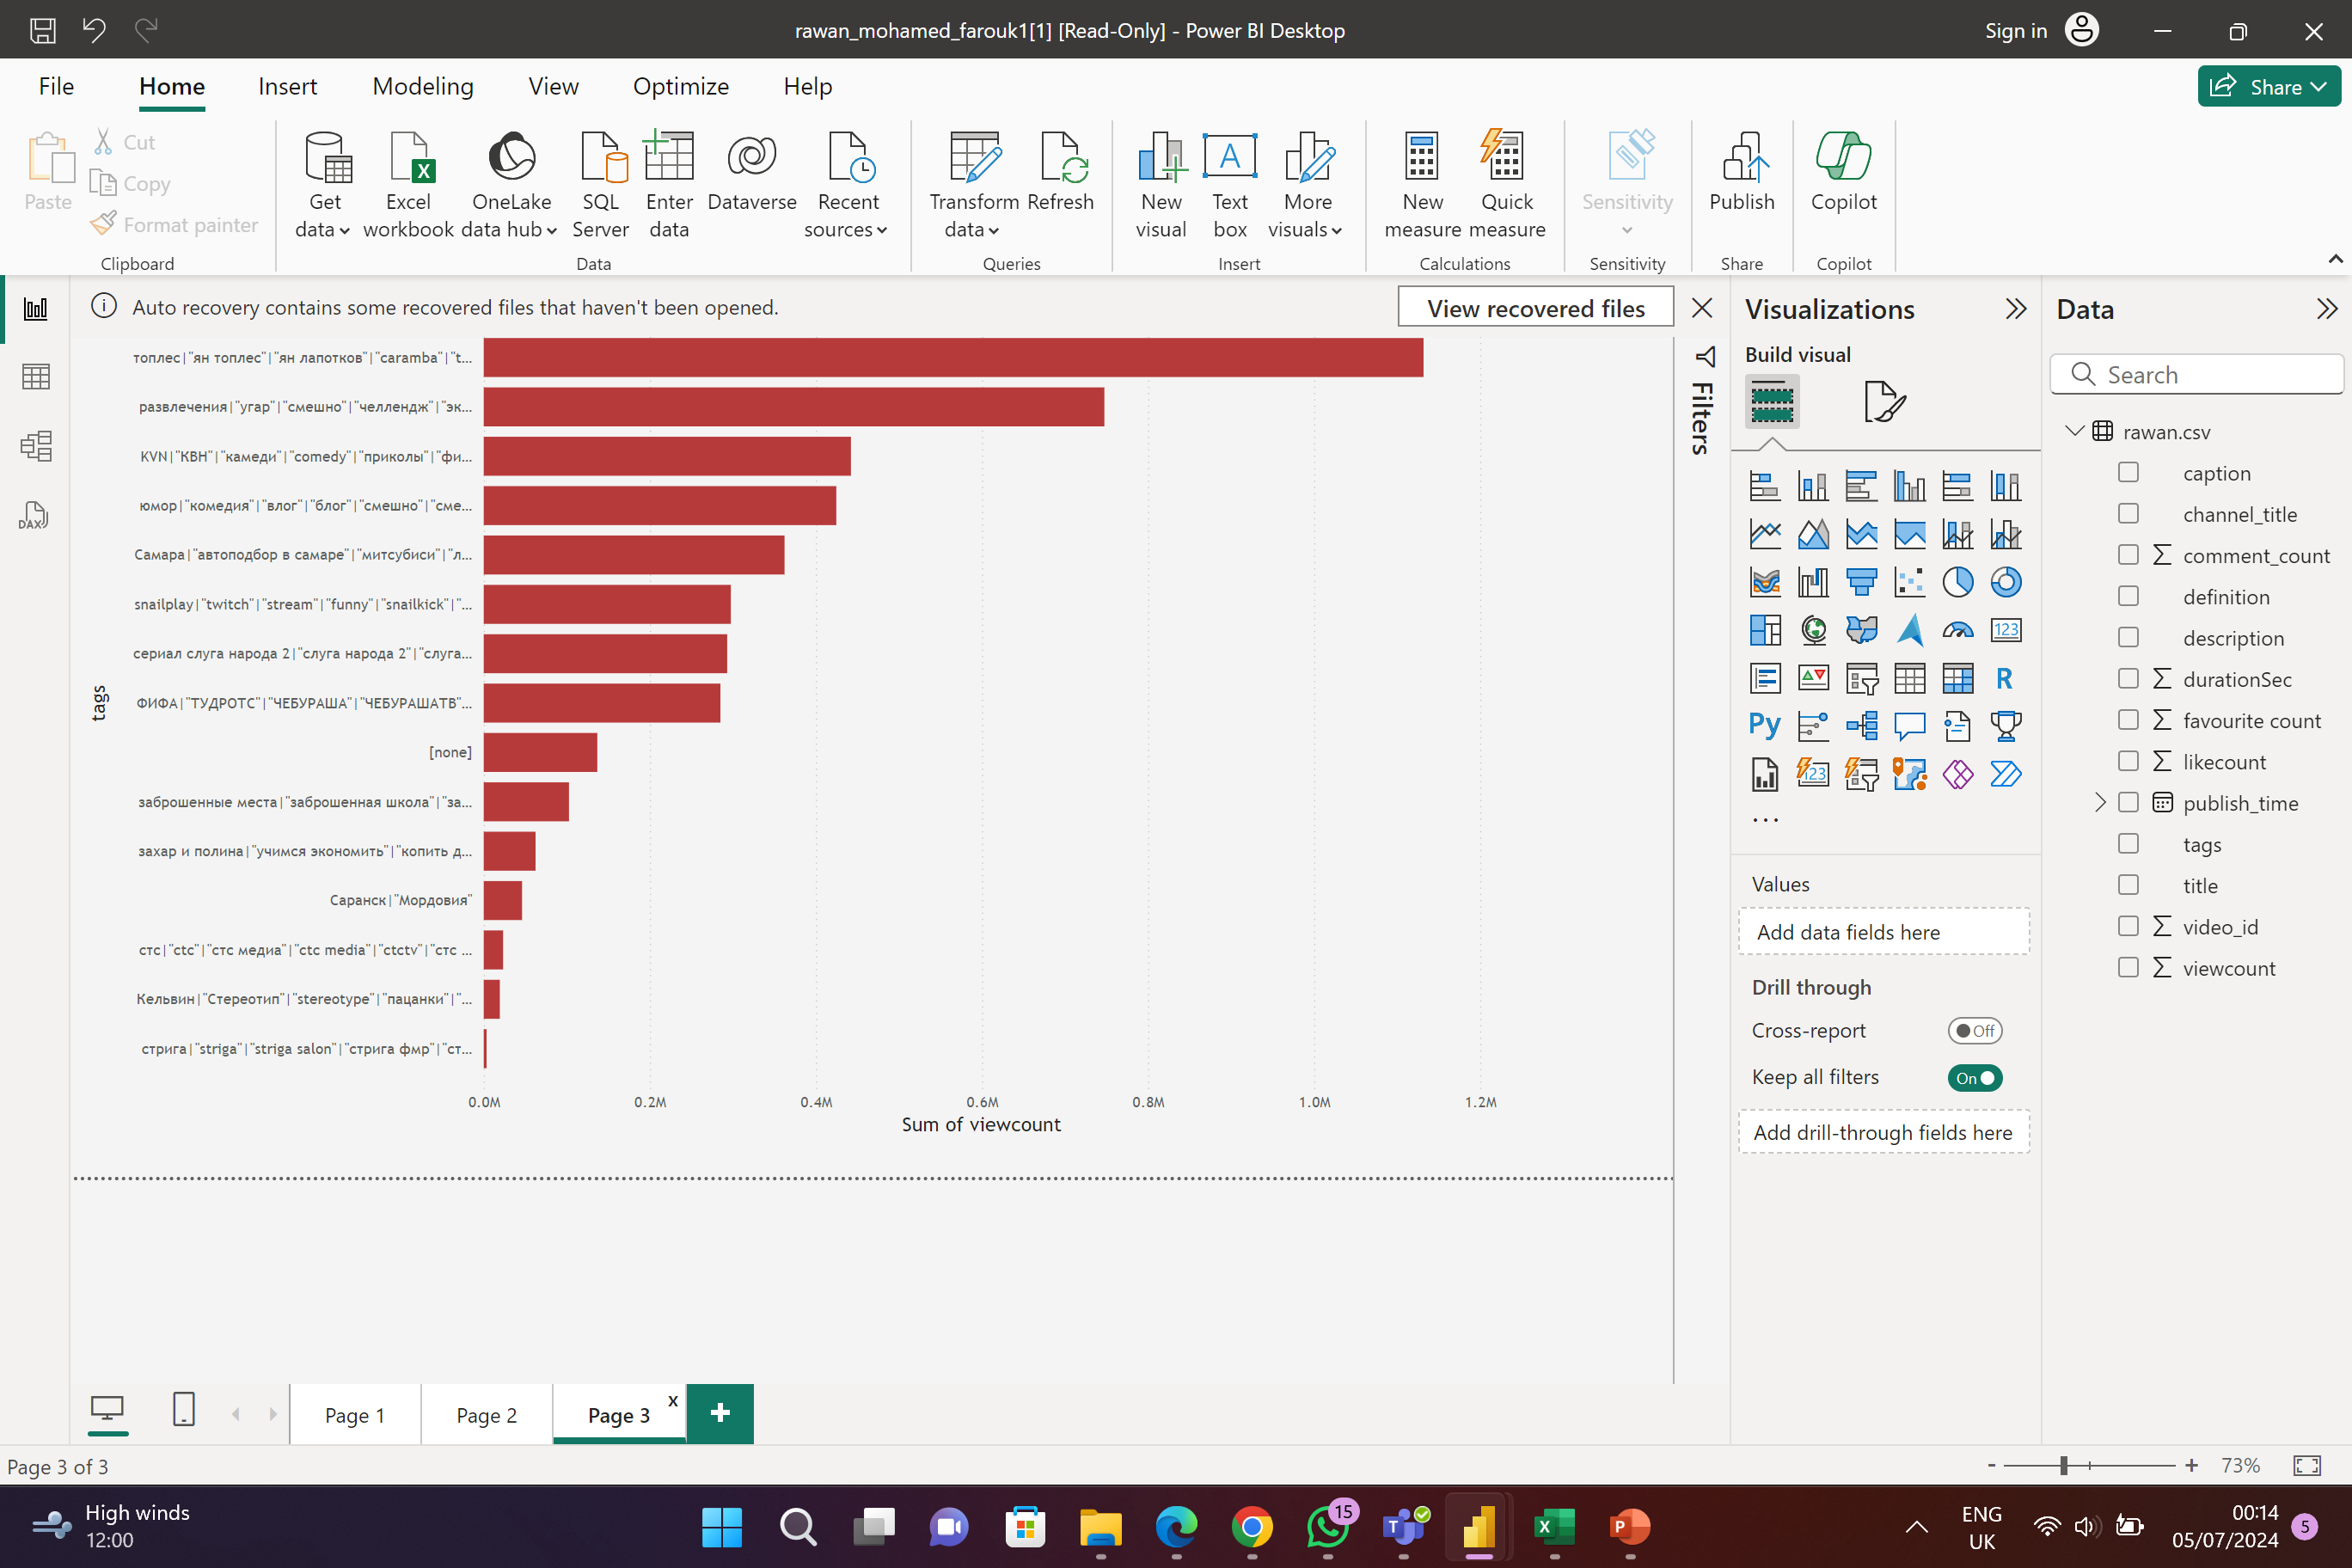 rawan_mohamed_farouk1[1] [Read-Only] - Power BI Desktop
Sign in
File Home Insert Modeling View Optimize Help
Share
Paste
Cut
Copy
Format painter
Clipboard
Get data
Excel workbook
OneLake data hub
SQL Server
Enter data
Dataverse
Recent sources
Data
Transform data
Refresh
Queries
New visual
Text box
More visuals
Insert
New measure
Quick measure
Calculations
Sensitivity
Sensitivity
Publish
Share
Copilot
Copilot
Auto recovery contains some recovered files that haven't been opened.
View recovered files
DAX
tags
топлес|"ян топлес"|"ян лапотков"|"caramba"|"t...
развлечения|"угар"|"смешно"|"челлендж"|"эк...
KVN|"КВН"|"камеди"|"comedy"|"приколы"|"фи...
юмор|"комедия"|"влог"|"блог"|"смешно"|"сме...
Самара|"автоподбор в самаре"|"митсубиси"|"л...
snailplay|"twitch"|"stream"|"funny"|"snailkick"|"...
сериал слуга народа 2|"слуга народа 2"|"слуга...
ФИФА|"ТУДРОТС"|"ЧЕБУРАША"|"ЧЕБУРАШАТВ"...
[none]
заброшенные места|"заброшенная школа"|"за...
захар и полина|"учимся экономить"|"копить д...
Саранск|"Мордовия"
стс|"ctc"|"стс медиа"|"ctc media"|"ctctv"|"стс ...
Кельвин|"Стереотип"|"stereotype"|"пацанки"|"...
стрига|"striga"|"striga salon"|"стрига фмр"|"ст...
0.0M 0.2M 0.4M 0.6M 0.8M 1.0M 1.2M
Sum of viewcount
Filters
Visualizations
Build visual
123
R
Py
123
...
Values
Add data fields here
Drill through
Cross-report
Off
Keep all filters
On
Add drill-through fields here
Data
Search
rawan.csv
caption
channel_title
comment_count
definition
description
durationSec
favourite count
likecount
publish_time
tags
title
video_id
viewcount
Page 1
Page 2
Page 3
x
+
Page 3 of 3
- + 73%
High winds
12:00
15
ENG
UK
00:14
05/07/2024
5